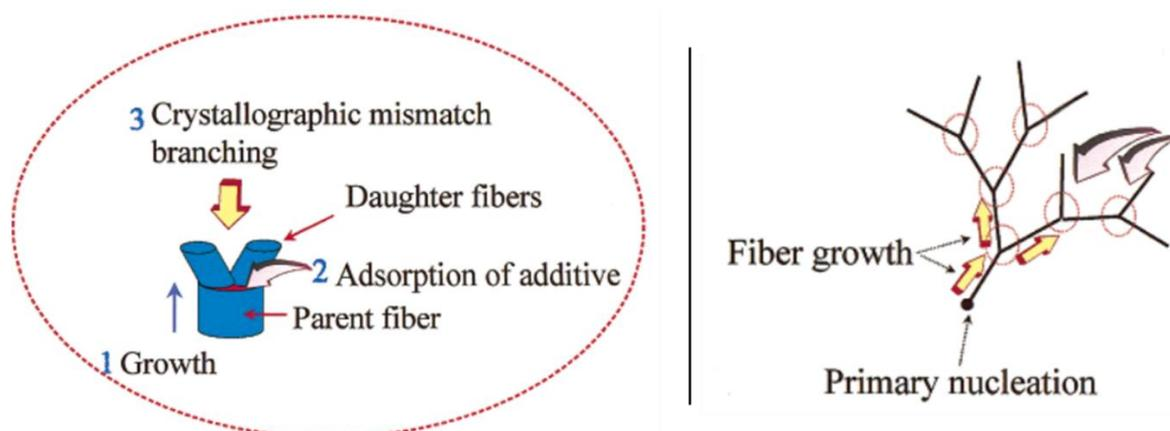 3 Crystallographic mismatch
branching
Daughter fibers
2 Adsorption of additive
Parent fiber
1 Growth
Fiber growth
Primary nucleation